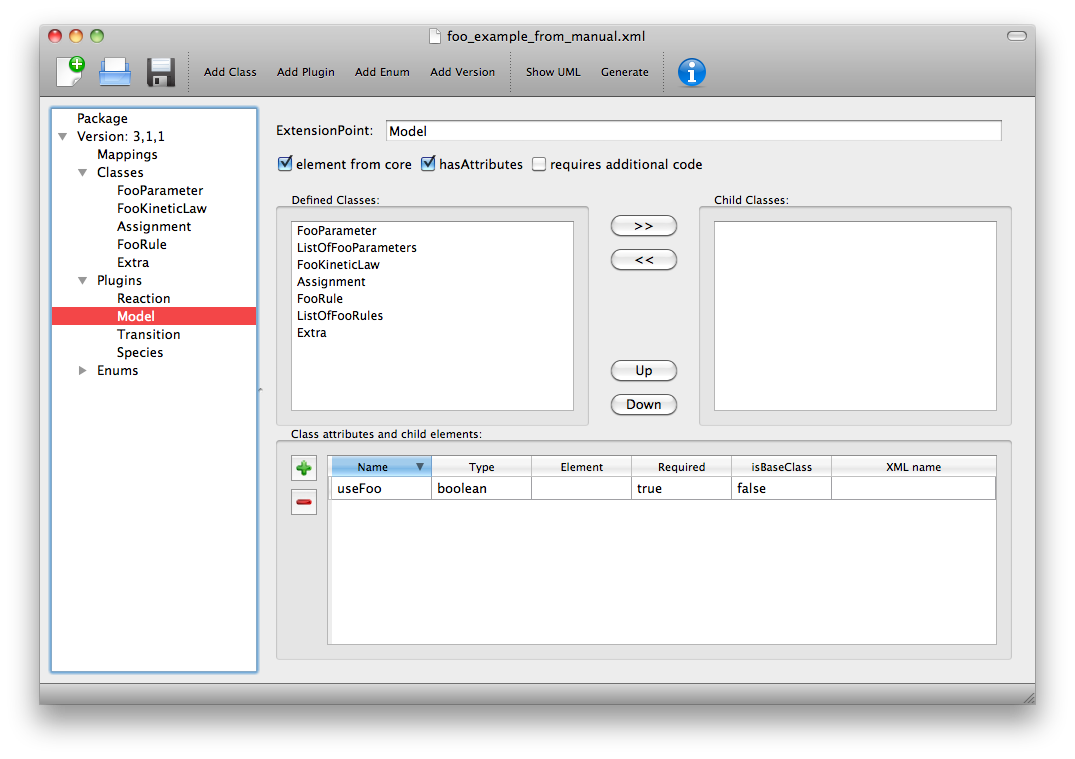 foo_example_from_manual.xml
Add Class Add Plugin Add Enum Add Version Show UML Generate
Package
Version: 3,1,1
Mappings
Classes
FooParameter
FooKineticLaw
Assignment
FooRule
Extra
Plugins
Reaction
Model
Transition
Species
Enums
ExtensionPoint: Model
element from core hasAttributes requires additional code
Defined Classes:
FooParameter
ListOfFooParameters
FooKineticLaw
Assignment
FooRule
ListOfFooRules
Extra
>>
<<
Up
Down
Child Classes:
Class attributes and child elements:
Name Type Element Required isBaseClass XML name
useFoo boolean true false